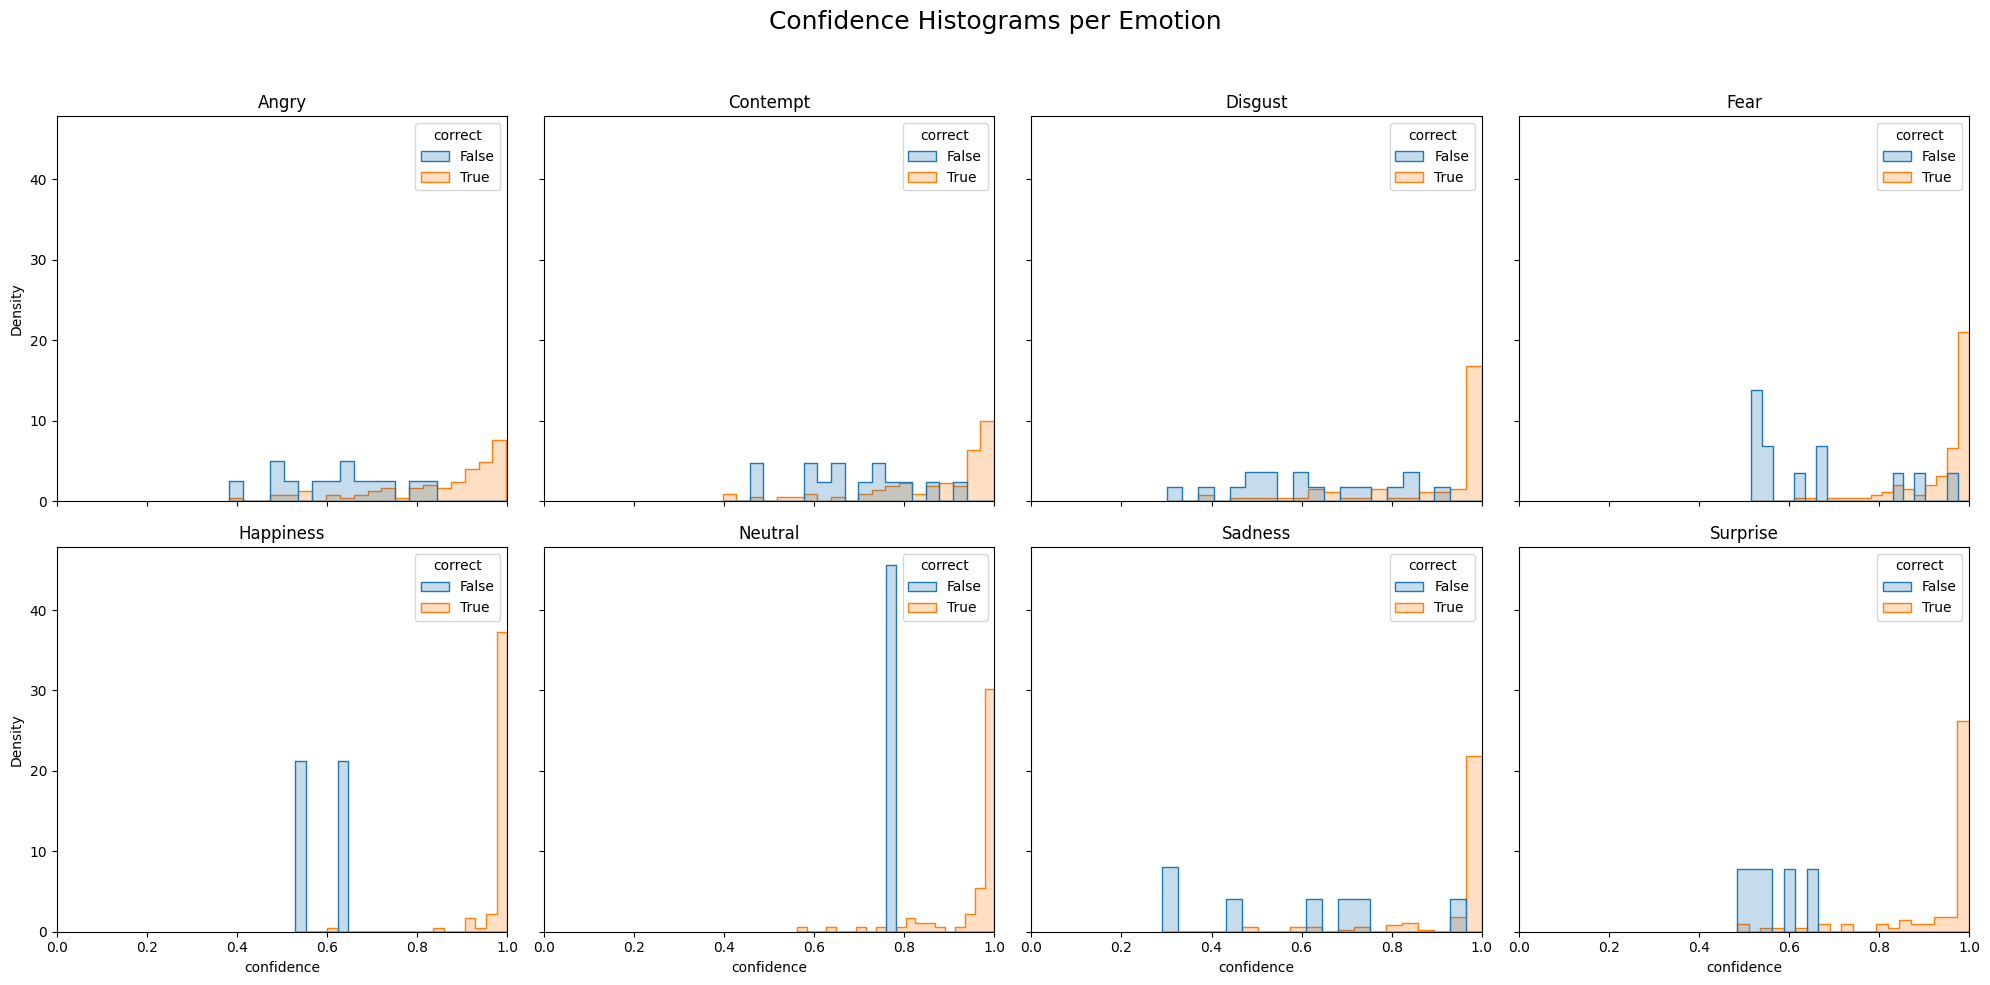 Confidence Histograms per Emotion
Angry
Contempt
Disgust
Fear
correct
False
True
correct
False
True
correct
False
True
correct
False
True
Density
40
30
20
10
0
Happiness
Neutral
Sadness
Surprise
correct
False
True
correct
False
True
correct
False
True
correct
False
True
Density
40
30
20
10
0
0.0 0.2 0.4 0.6 0.8 1.0
0.0 0.2 0.4 0.6 0.8 1.0
0.0 0.2 0.4 0.6 0.8 1.0
0.0 0.2 0.4 0.6 0.8 1.0
confidence
confidence
confidence
confidence